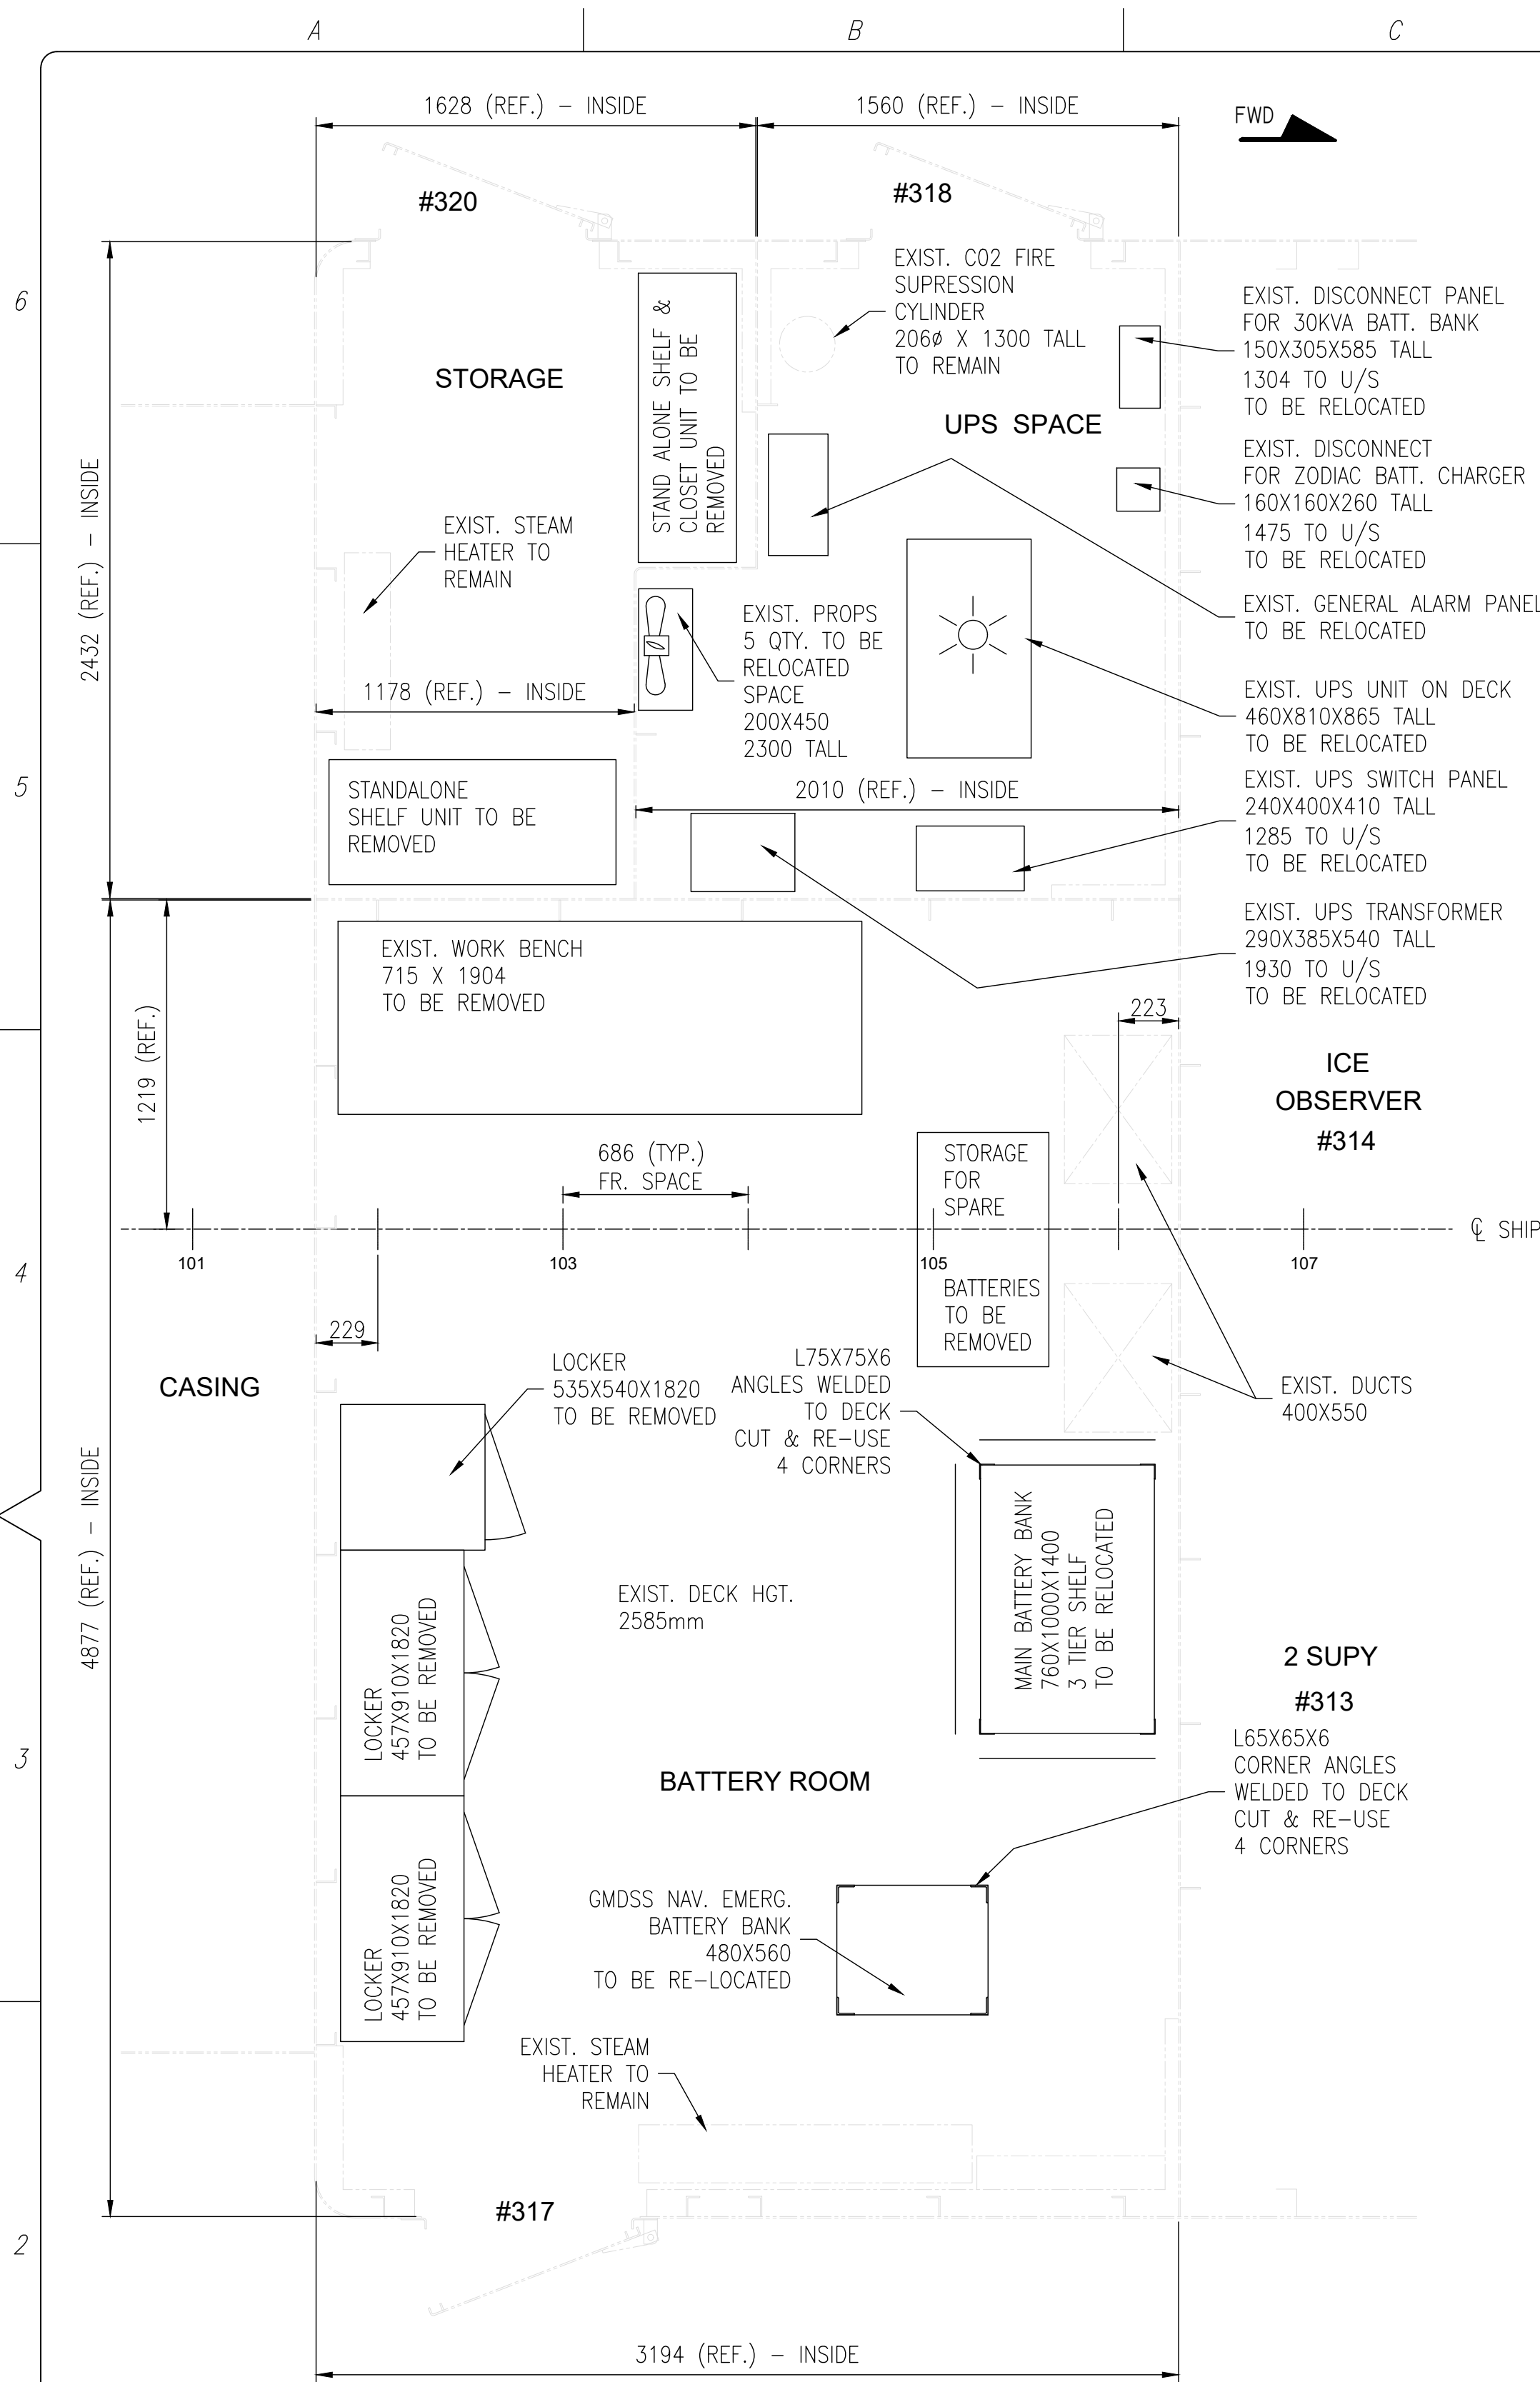 A
B
C
1628 (REF.) – INSIDE
1560 (REF.) – INSIDE
FWD
#320
#318
6
EXIST. CO2 FIRE
SUPRESSION
CYLINDER
206ø X 1300 TALL
TO REMAIN
EXIST. DISCONNECT PANEL
FOR 30KVA BATT. BANK
150X305X585 TALL
1304 TO U/S
TO BE RELOCATED
STORAGE
STAND ALONE SHELF &
CLOSET UNIT TO BE
REMOVED
UPS SPACE
EXIST. DISCONNECT
FOR ZODIAC BATT. CHARGER
160X160X260 TALL
1475 TO U/S
TO BE RELOCATED
2432 (REF.) – INSIDE
EXIST. STEAM
HEATER TO
REMAIN
EXIST. GENERAL ALARM PANEL
TO BE RELOCATED
EXIST. PROPS
5 QTY. TO BE
RELOCATED
SPACE
200X450
2300 TALL
1178 (REF.) – INSIDE
EXIST. UPS UNIT ON DECK
460X810X865 TALL
TO BE RELOCATED
5
STANDALONE
SHELF UNIT TO BE
REMOVED
2010 (REF.) – INSIDE
EXIST. UPS SWITCH PANEL
240X400X410 TALL
1285 TO U/S
TO BE RELOCATED
EXIST. UPS TRANSFORMER
290X385X540 TALL
1930 TO U/S
TO BE RELOCATED
EXIST. WORK BENCH
715 X 1904
TO BE REMOVED
223
1219 (REF.)
ICE
OBSERVER
#314
686 (TYP.)
FR. SPACE
STORAGE
FOR
SPARE
BATTERIES
TO BE
REMOVED
℄ SHIP
101
103
105
107
4
229
CASING
LOCKER
535X540X1820
TO BE REMOVED
L75X75X6
ANGLES WELDED
TO DECK
CUT & RE–USE
4 CORNERS
EXIST. DUCTS
400X550
4877 (REF.) – INSIDE
MAIN BATTERY BANK
760X1000X1400
3 TIER SHELF
TO BE RELOCATED
EXIST. DECK HGT.
2585mm
LOCKER
457X910X1820
TO BE REMOVED
2 SUPY
#313
3
L65X65X6
CORNER ANGLES
WELDED TO DECK
CUT & RE–USE
4 CORNERS
BATTERY ROOM
LOCKER
457X910X1820
TO BE REMOVED
GMDSS NAV. EMERG.
BATTERY BANK
480X560
TO BE RE–LOCATED
EXIST. STEAM
HEATER TO
REMAIN
#317
2
3194 (REF.) – INSIDE